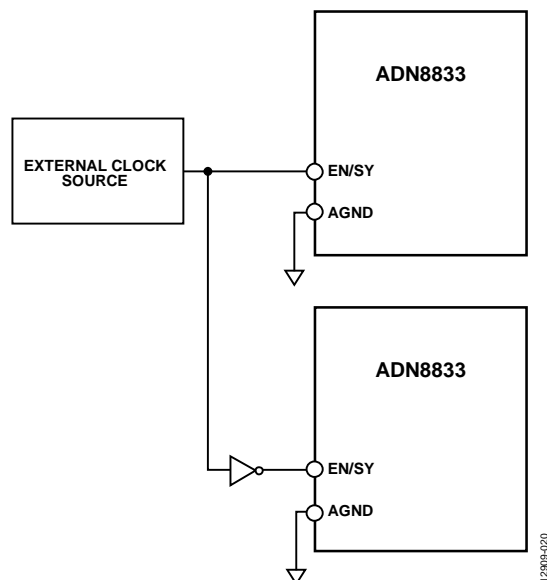 ADN8833
EXTERNAL CLOCK
SOURCE
EN/SY
AGND
ADN8833
EN/SY
AGND
12909-020